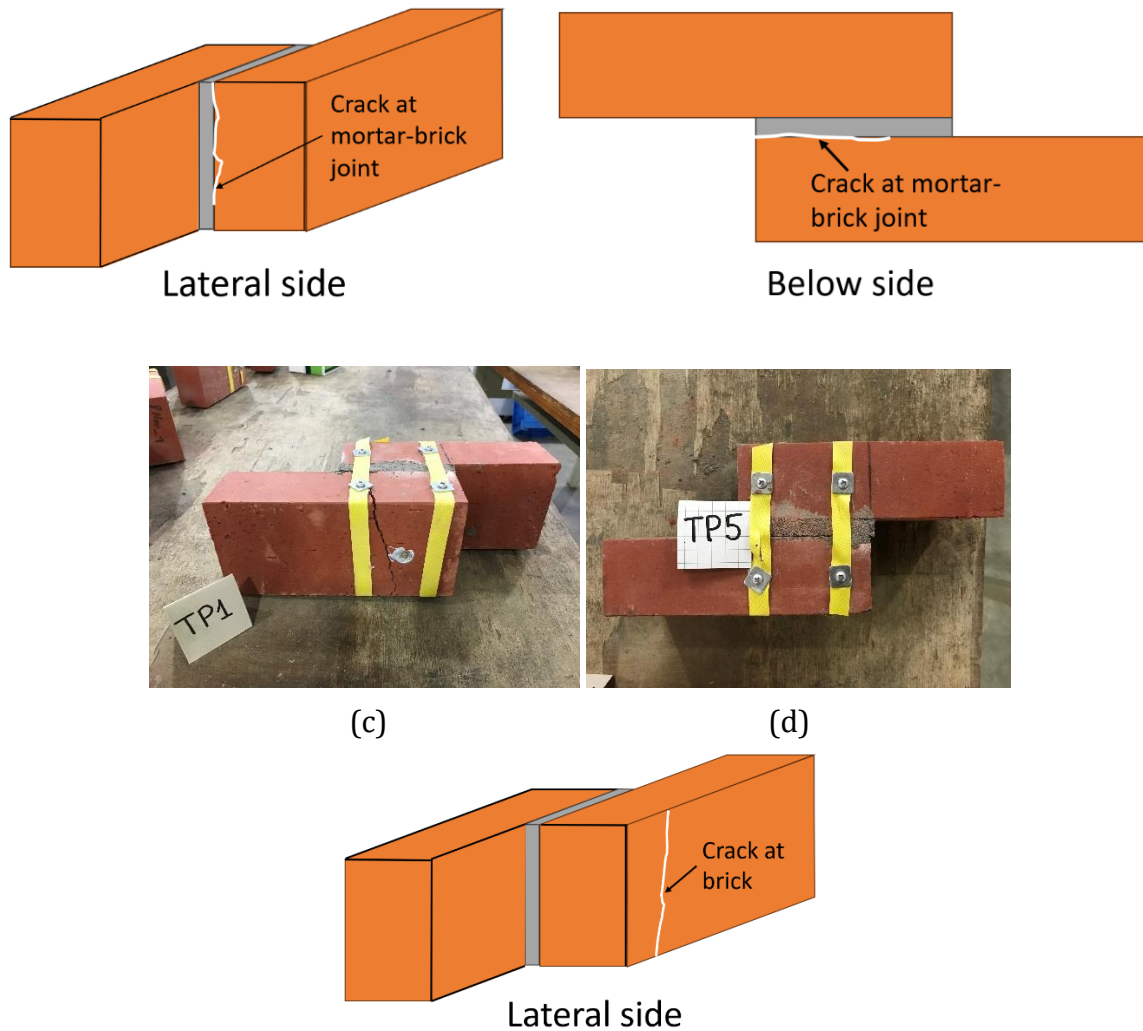 Crack at
mortar-brick
joint
Lateral side
Crack at mortar-
brick joint
Below side
TP1
TP5
(c)
(d)
Crack at
brick
Lateral side